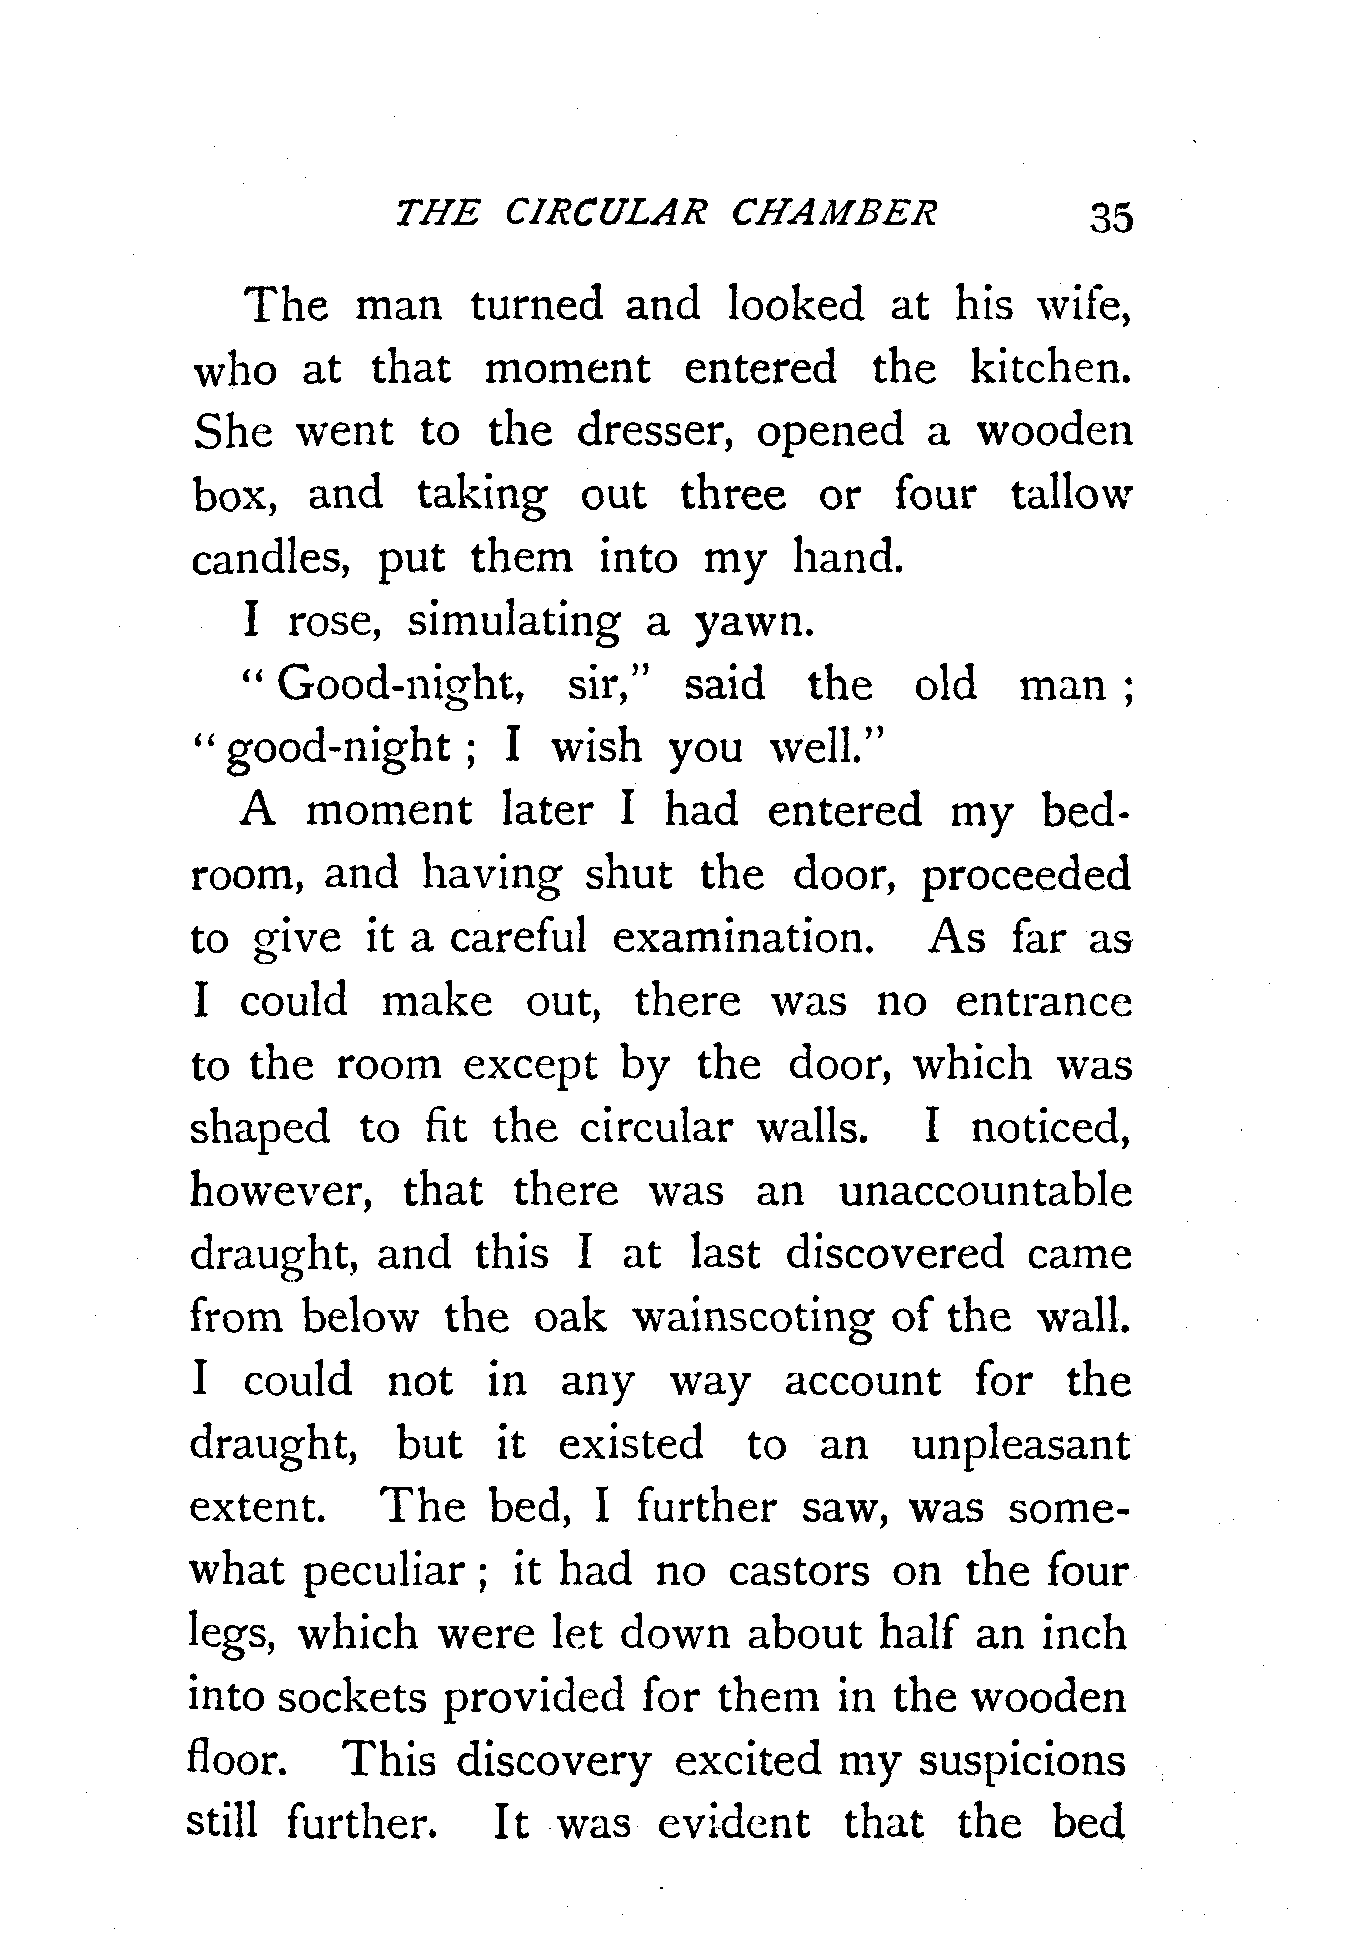 THE CIRCULAR CHAMBER 35
The man turned and looked at his wife,
who at that moment entered the kitchen.
She went to the dresser, opened a wooden
box, and taking out three or four tallow
candles, put them into my hand.
I rose, simulating a yawn.
“ Good-night, sir,” said the old man ;
“ good-night ; I wish you well.”
A moment later I had entered my bed-
room, and having shut the door, proceeded
to give it a careful examination. As far as
I could make out, there was no entrance
to the room except by the door, which was
shaped to fit the circular walls. I noticed,
however, that there was an unaccountable
draught, and this I at last discovered came
from below the oak wainscoting of the wall.
I could not in any way account for the
draught, but it existed to an unpleasant
extent. The bed, I further saw, was some-
what peculiar ; it had no castors on the four
legs, which were let down about half an inch
into sockets provided for them in the wooden
floor. This discovery excited my suspicions
still further. It was evident that the bed